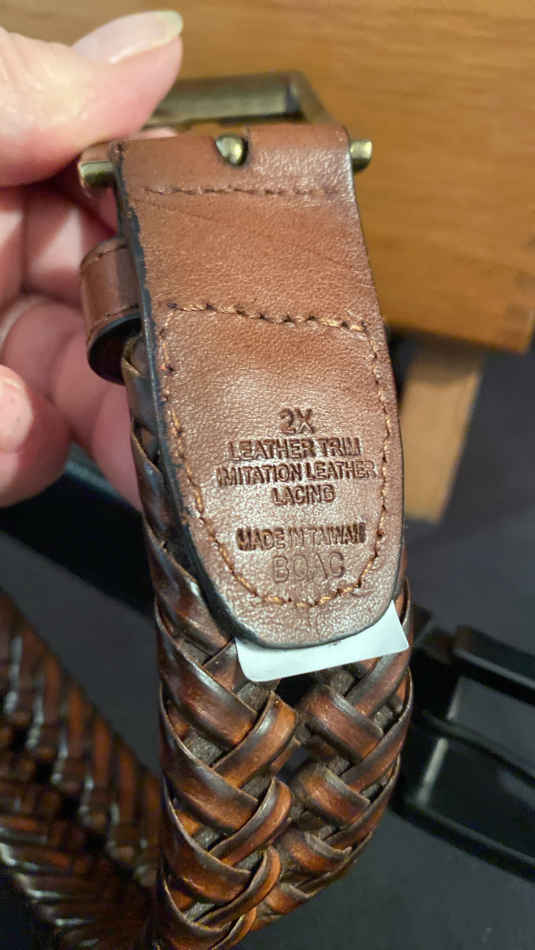 2X
LEATHER TRIM
IMITATION LEATHER
LACING
MADE IN TAIWAN